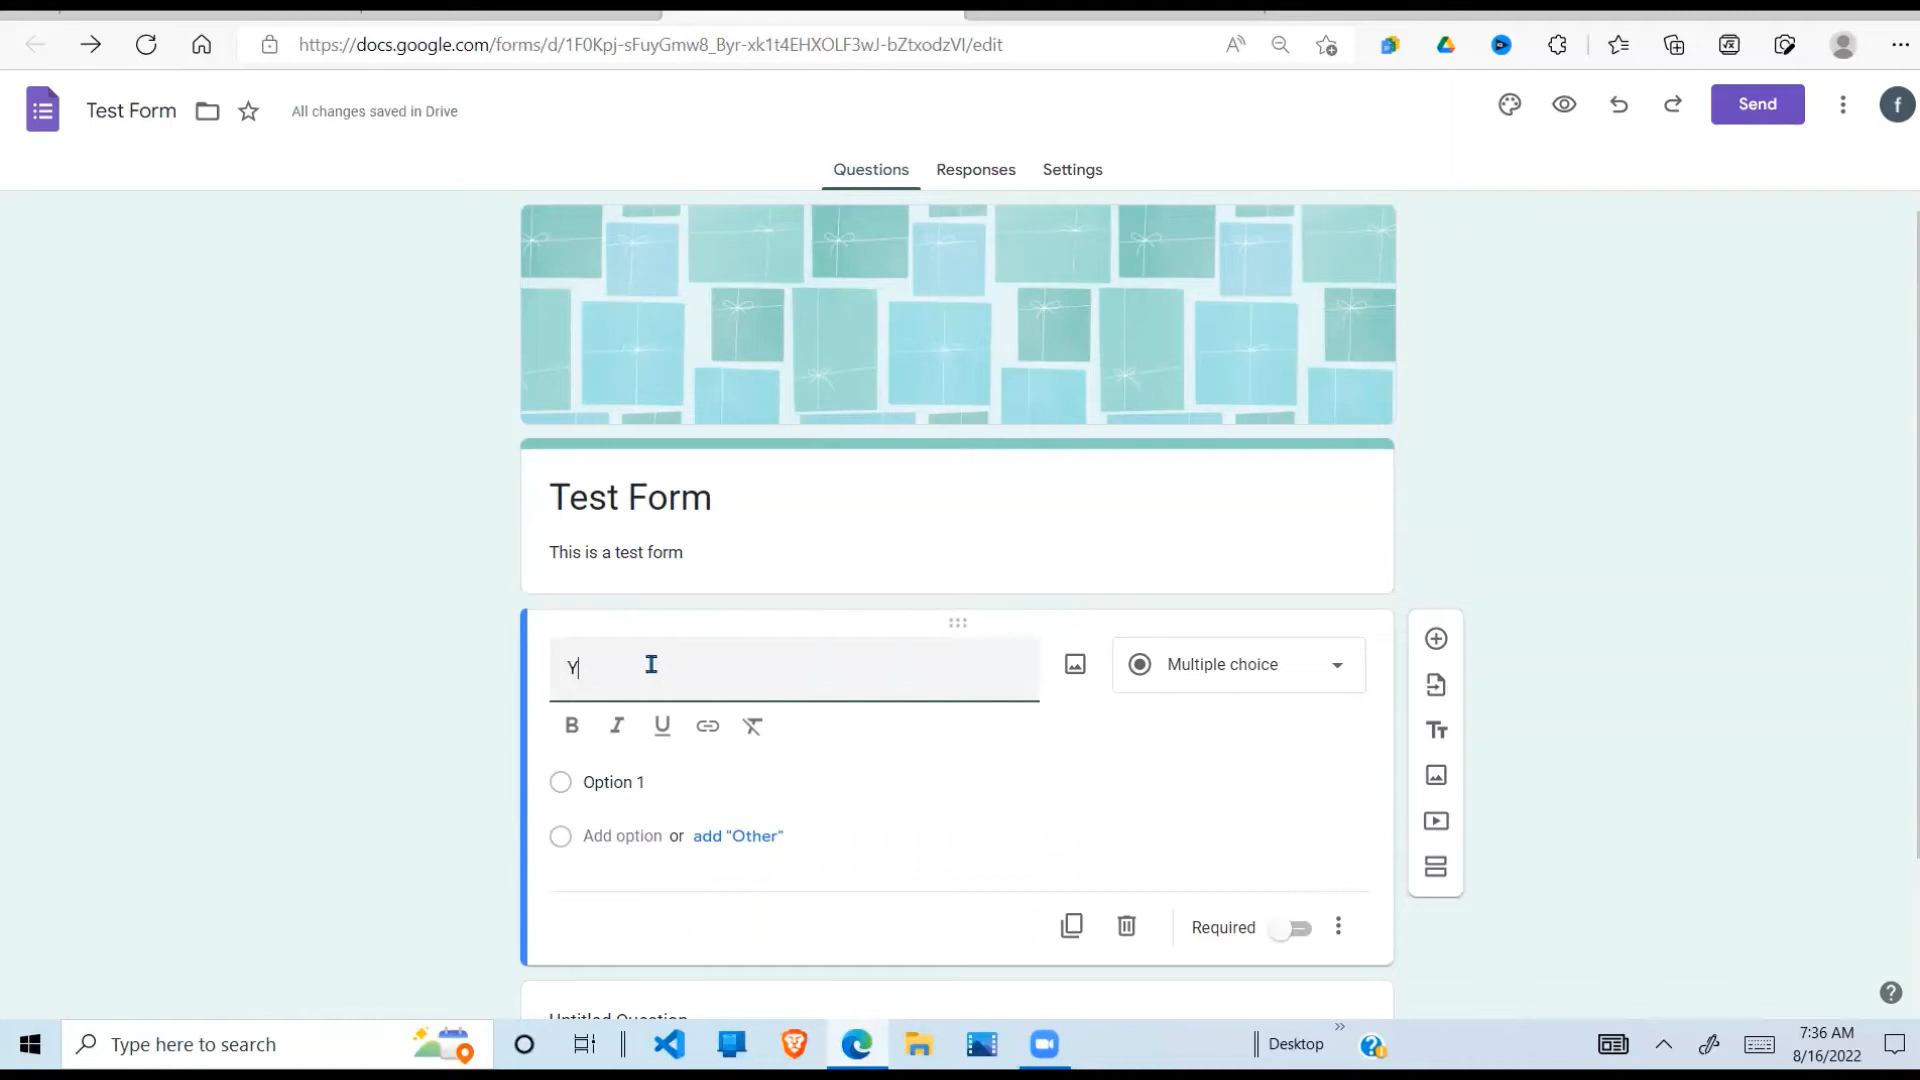 https://docs.google.com/forms/d/1F0Kpj-sFuyGmw8_Byr-xk1t4EHXOLF3wJ-bZtxodzVI/edit
Test Form
All changes saved in Drive
Send
f
Questions
Responses
Settings
Test Form
This is a test form
Y
Multiple choice
B I U
Option 1
Add option or add "Other"
Required
Untitled Question
Type here to search
Desktop
7:36 AM
8/16/2022